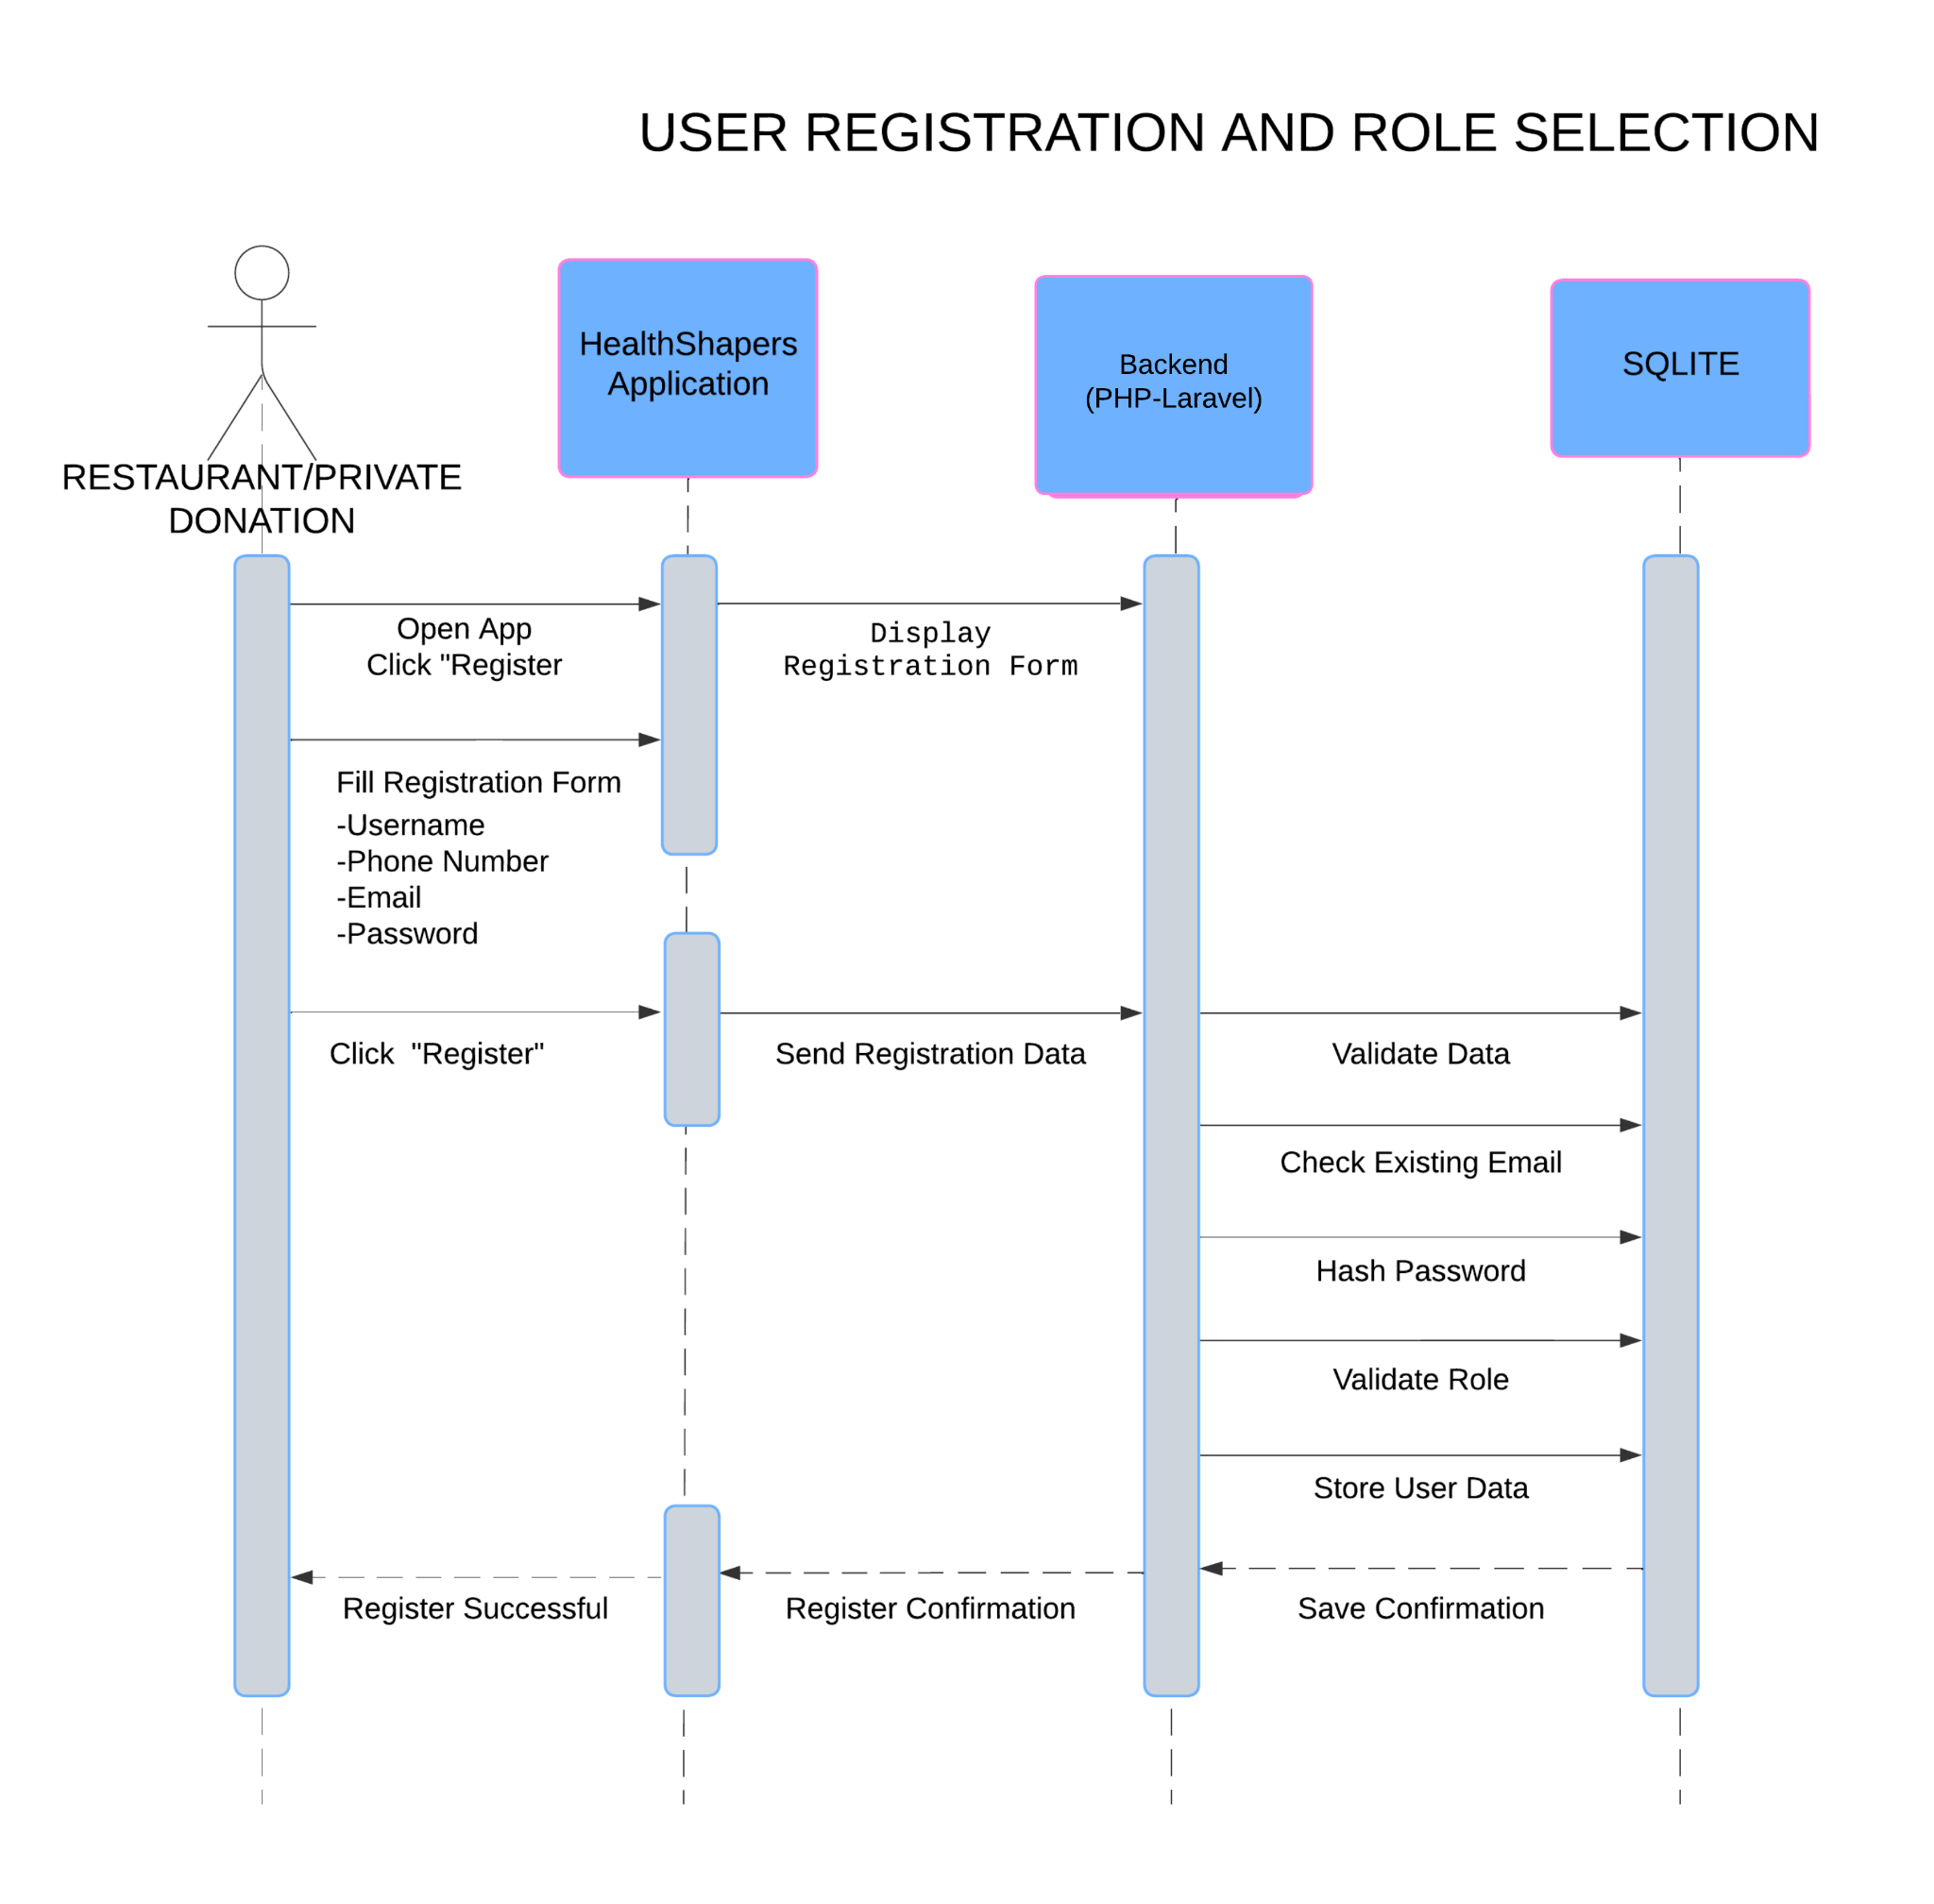 USER REGISTRATION AND ROLE SELECTION
HealthShapers
Application
Backend
(PHP-Laravel)
SQLITE
RESTAURANT/PRIVATE
DONATION
Open App
Click "Register
Display
Registration Form
Fill Registration Form
-Username
-Phone Number
-Email
-Password
Click  "Register"
Send Registration Data
Validate Data
Check Existing Email
Hash Password
Validate Role
Store User Data
Register Successful
Register Confirmation
Save Confirmation